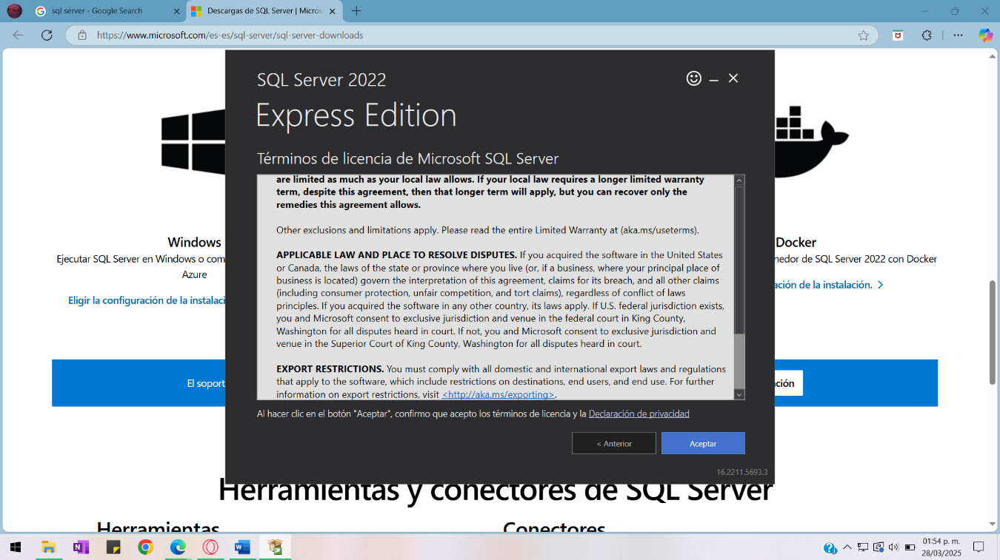 sql server - Google Search
Descargas de SQL Server | Micros
https://www.microsoft.com/es-es/sql-server/sql-server-downloads
SQL Server 2022
Express Edition
Términos de licencia de Microsoft SQL Server
are limited as much as your local law allows. If your local law requires a longer limited warranty
term, despite this agreement, then that longer term will apply, but you can recover only the
remedies this agreement allows.
Other exclusions and limitations apply. Please read the entire Limited Warranty at (aka.ms/useterms).
APPLICABLE LAW AND PLACE TO RESOLVE DISPUTES. If you acquired the software in the United States
or Canada, the laws of the state or province where you live (or, if a business, where your principal place of
business is located) govern the interpretation of this agreement, claims for its breach, and all other claims
(including consumer protection, unfair competition, and tort claims), regardless of conflict of laws
principles. If you acquired the software in any other country, its laws apply. If U.S. federal jurisdiction exists,
you and Microsoft consent to exclusive jurisdiction and venue in the federal court in King County,
Washington for all disputes heard in court. If not, you and Microsoft consent to exclusive jurisdiction and
venue in the Superior Court of King County, Washington for all disputes heard in court.
EXPORT RESTRICTIONS. You must comply with all domestic and international export laws and regulations
that apply to the software, which include restrictions on destinations, end users, and end use. For further
information on export restrictions, visit <http://aka.ms/exporting>.
Al hacer clic en el botón "Aceptar", confirmo que acepto los términos de licencia y la Declaración de privacidad
< Anterior
Aceptar
16.2211.5693.3
Windows
Ejecutar SQL Server en Windows o com
Azure
Eligir la configuración de la instalaci
Docker
nedor de SQL Server 2022 con Docker
ación de la instalación.
El soport
ción
Herramientas y conectores de SQL Server
Herramientas
Conectores
01:54 p. m.
28/03/2025